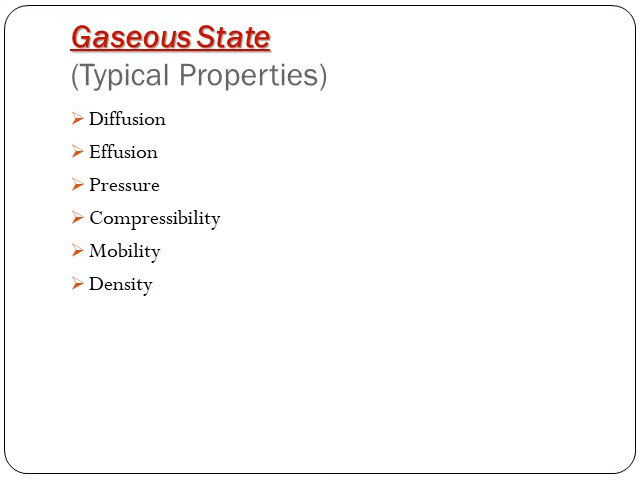 Gaseous State
(Typical Properties)
Diffusion
Effusion
Pressure
Compressibility
Mobility
Density